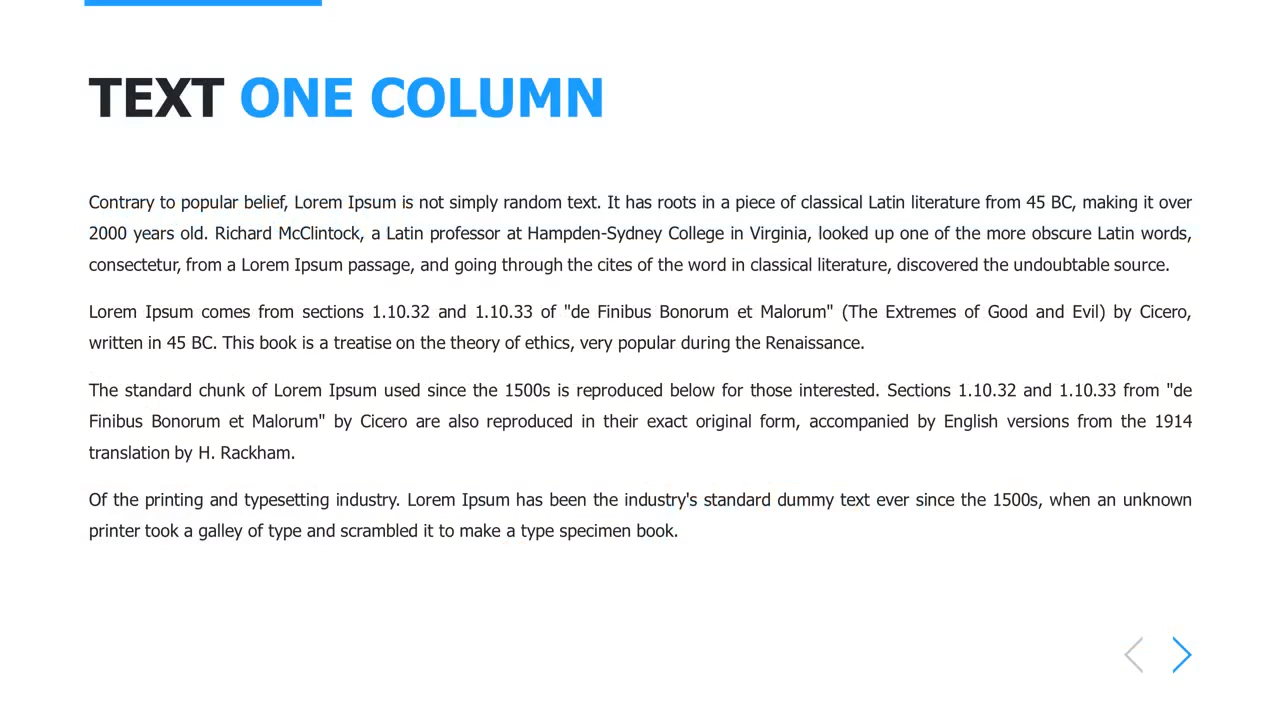 TEXT ONE COLUMN
Contrary to popular belief, Lorem Ipsum is not simply random text. It has roots in a piece of classical Latin literature from 45 BC, making it over
2000 years old. Richard McClintock, a Latin professor at Hampden-Sydney College in Virginia, looked up one of the more obscure Latin words,
consectetur, from a Lorem Ipsum passage, and going through the cites of the word in classical literature, discovered the undoubtable source.
Lorem Ipsum comes from sections 1.10.32 and 1.10.33 of "de Finibus Bonorum et Malorum" (The Extremes of Good and Evil) by Cicero,
written in 45 BC. This book is a treatise on the theory of ethics, very popular during the Renaissance.
The standard chunk of Lorem Ipsum used since the 1500s is reproduced below for those interested. Sections 1.10.32 and 1.10.33 from "de
Finibus Bonorum et Malorum" by Cicero are also reproduced in their exact original form, accompanied by English versions from the 1914
translation by H. Rackham.
Of the printing and typesetting industry. Lorem Ipsum has been the industry's standard dummy text ever since the 1500s, when an unknown
printer took a galley of type and scrambled it to make a type specimen book.